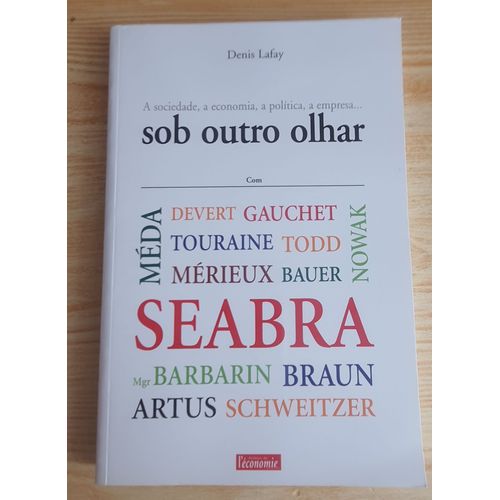 Denis Lafay
A sociedade, a economia, a política, a empresa...
sob outro olhar
Com
MÉDA
DEVERT GAUCHET
NOWAK
TOURAINE TODD
MÉRIEUX BAUER
SEABRA
Mgr BARBARIN BRAUN
ARTUS SCHWEITZER
l'économie